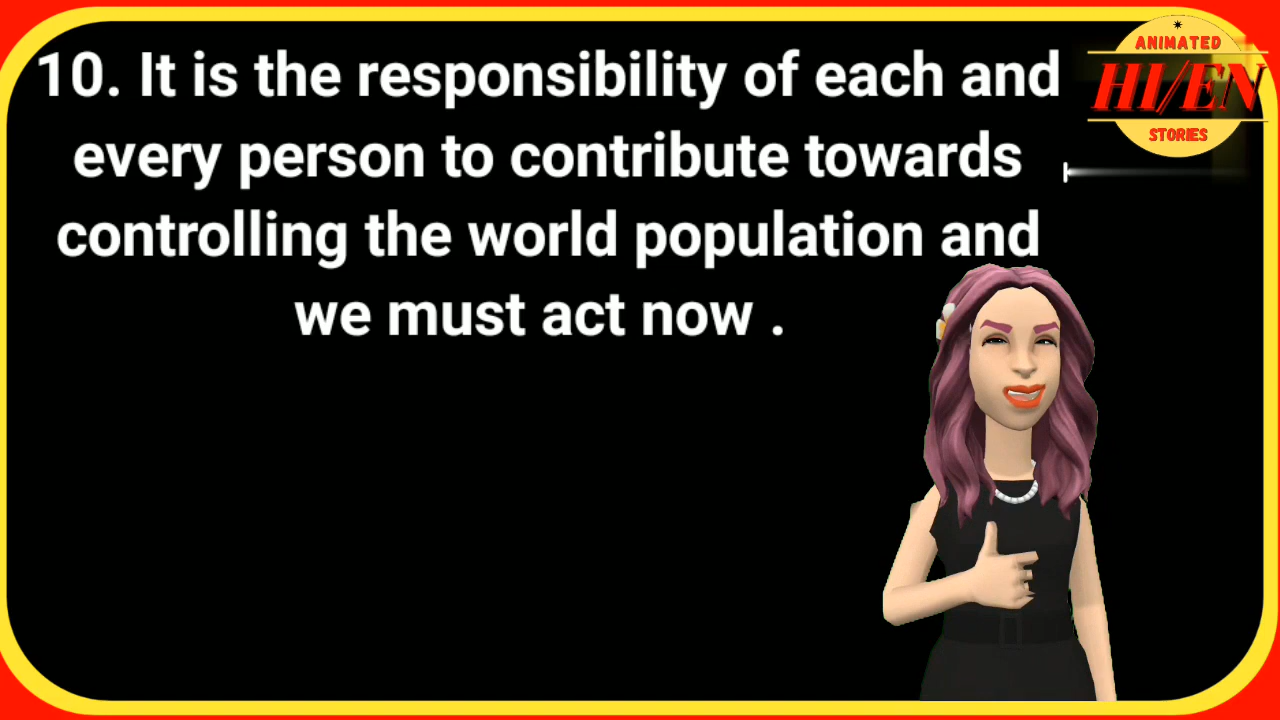 10. It is the responsibility of each and
every person to contribute towards
controlling the world population and
we must act now .
ANIMATED
HI/EN
STORIES